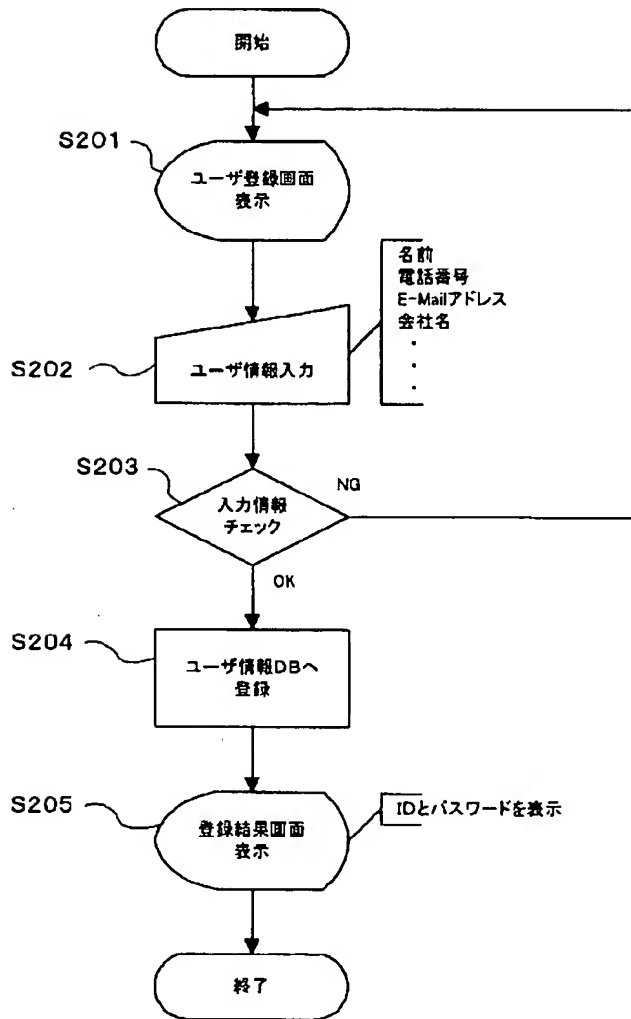 開始
S201
ユーザ登録画面
表示
名前
電話番号
E-Mailアドレス
会社名
・
・
・
S202
ユーザ情報入力
S203
入力情報
チェック
NG
OK
S204
ユーザ情報DBへ
登録
S205
登録結果画面
表示
IDとパスワードを表示
終了